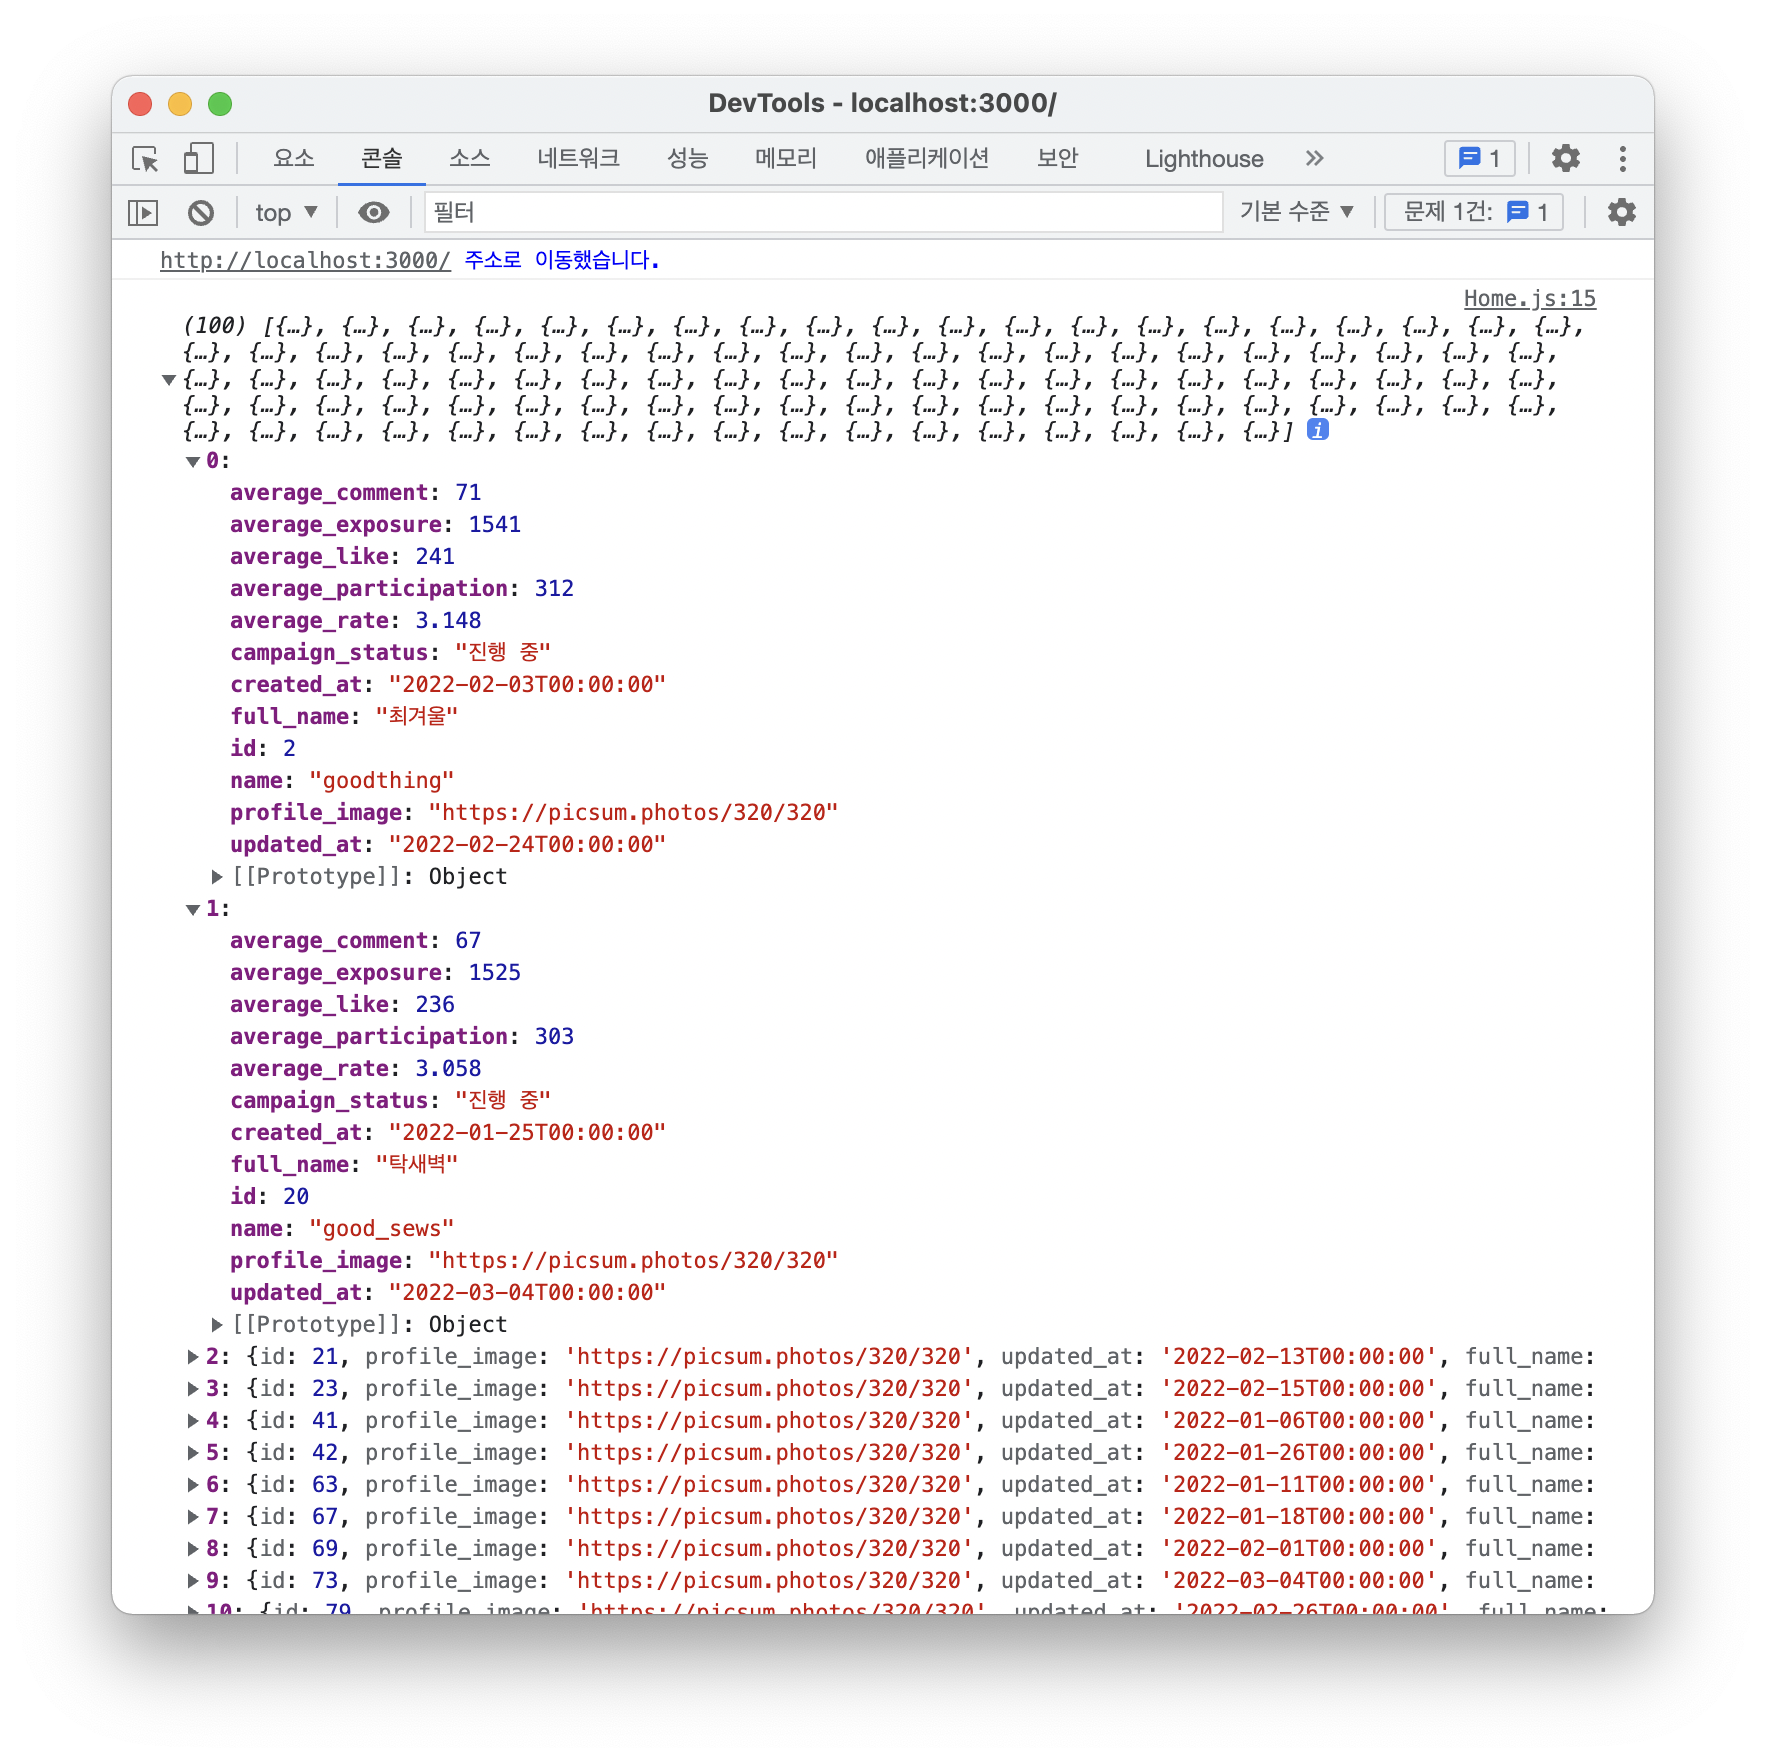 DevTools - localhost:3000/
요소 콘솔 소스 네트워크 성능 메모리 애플리케이션 보안 Lighthouse » 1
top ▼ 필터 기본 수준 ▼ 문제 1건: 1
http://localhost:3000/ 주소로 이동했습니다.
Home.js:15
(100) [{…}, {…}, {…}, {…}, {…}, {…}, {…}, {…}, {…}, {…}, {…}, {…}, {…}, {…}, {…}, {…}, {…}, {…}, {…}, {…},
{…}, {…}, {…}, {…}, {…}, {…}, {…}, {…}, {…}, {…}, {…}, {…}, {…}, {…}, {…}, {…}, {…}, {…}, {…}, {…}, {…},
▼{…}, {…}, {…}, {…}, {…}, {…}, {…}, {…}, {…}, {…}, {…}, {…}, {…}, {…}, {…}, {…}, {…}, {…}, {…}, {…}, {…},
{…}, {…}, {…}, {…}, {…}, {…}, {…}, {…}, {…}, {…}, {…}, {…}, {…}, {…}, {…}, {…}, {…}, {…}, {…}, {…}, {…},
{…}, {…}, {…}, {…}, {…}, {…}, {…}, {…}, {…}, {…}, {…}, {…}, {…}, {…}, {…}, {…}, {…}] i
▼0:
average_comment: 71
average_exposure: 1541
average_like: 241
average_participation: 312
average_rate: 3.148
campaign_status: "진행 중"
created_at: "2022-02-03T00:00:00"
full_name: "최겨울"
id: 2
name: "goodthing"
profile_image: "https://picsum.photos/320/320"
updated_at: "2022-02-24T00:00:00"
▶[[Prototype]]: Object
▼1:
average_comment: 67
average_exposure: 1525
average_like: 236
average_participation: 303
average_rate: 3.058
campaign_status: "진행 중"
created_at: "2022-01-25T00:00:00"
full_name: "탁새벽"
id: 20
name: "good_sews"
profile_image: "https://picsum.photos/320/320"
updated_at: "2022-03-04T00:00:00"
▶[[Prototype]]: Object
▶2: {id: 21, profile_image: 'https://picsum.photos/320/320', updated_at: '2022-02-13T00:00:00', full_name:
▶3: {id: 23, profile_image: 'https://picsum.photos/320/320', updated_at: '2022-02-15T00:00:00', full_name:
▶4: {id: 41, profile_image: 'https://picsum.photos/320/320', updated_at: '2022-01-06T00:00:00', full_name:
▶5: {id: 42, profile_image: 'https://picsum.photos/320/320', updated_at: '2022-01-26T00:00:00', full_name:
▶6: {id: 63, profile_image: 'https://picsum.photos/320/320', updated_at: '2022-01-11T00:00:00', full_name:
▶7: {id: 67, profile_image: 'https://picsum.photos/320/320', updated_at: '2022-01-18T00:00:00', full_name:
▶8: {id: 69, profile_image: 'https://picsum.photos/320/320', updated_at: '2022-02-01T00:00:00', full_name:
▶9: {id: 73, profile_image: 'https://picsum.photos/320/320', updated_at: '2022-03-04T00:00:00', full_name:
▶10: {id: 79, profile_image: 'https://picsum.photos/320/320', updated_at: '2022-02-26T00:00:00', full_name: